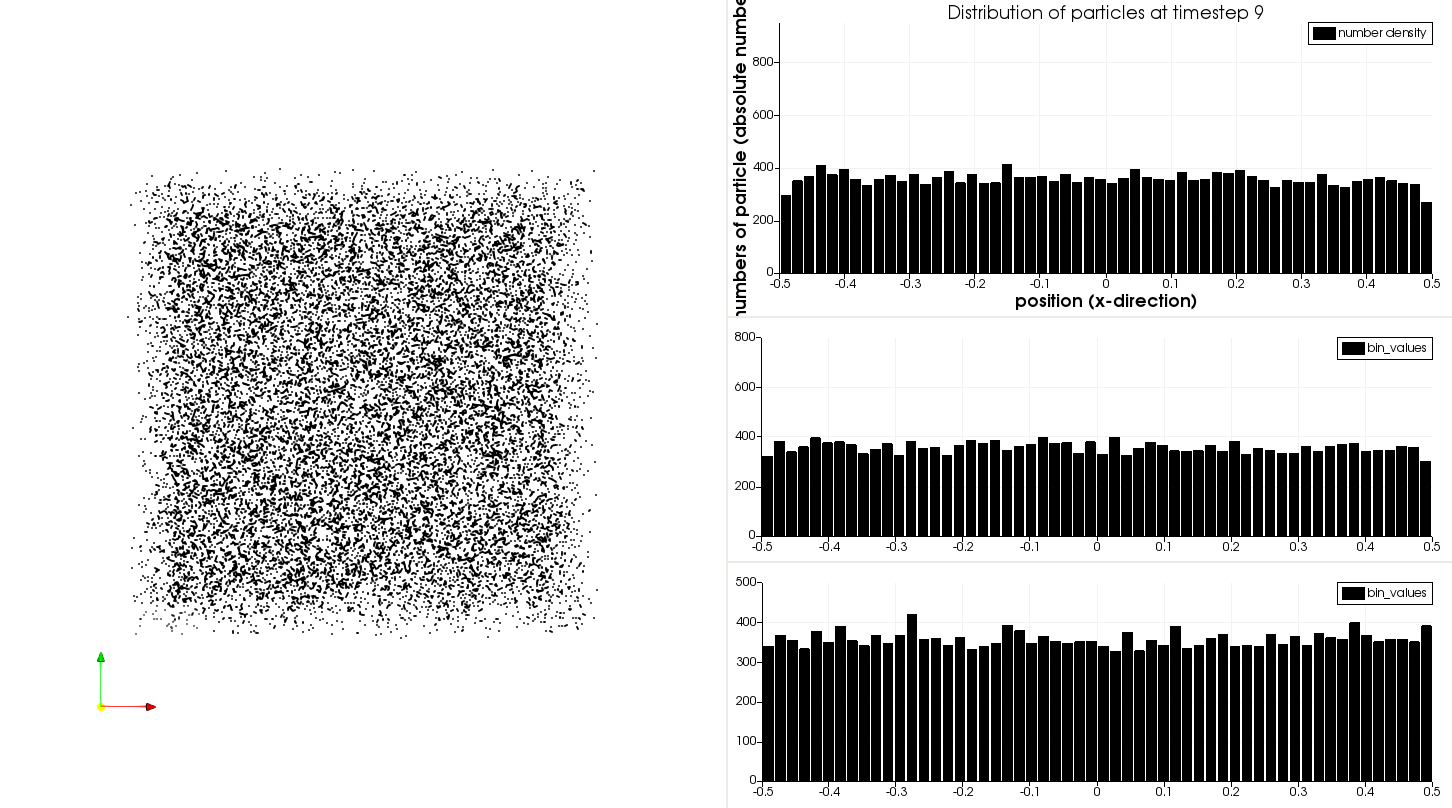 Distribution of particles at timestep 9
numbers of particle (absolute numbe
number density
800
600
400
200
0
-0.5 -0.4 -0.3 -0.2 -0.1 0 0.1 0.2 0.3 0.4 0.5
position (x-direction)
bin_values
800
600
400
200
0
-0.5 -0.4 -0.3 -0.2 -0.1 0 0.1 0.2 0.3 0.4 0.5
bin_values
500
400
300
200
100
0
-0.5 -0.4 -0.3 -0.2 -0.1 0 0.1 0.2 0.3 0.4 0.5